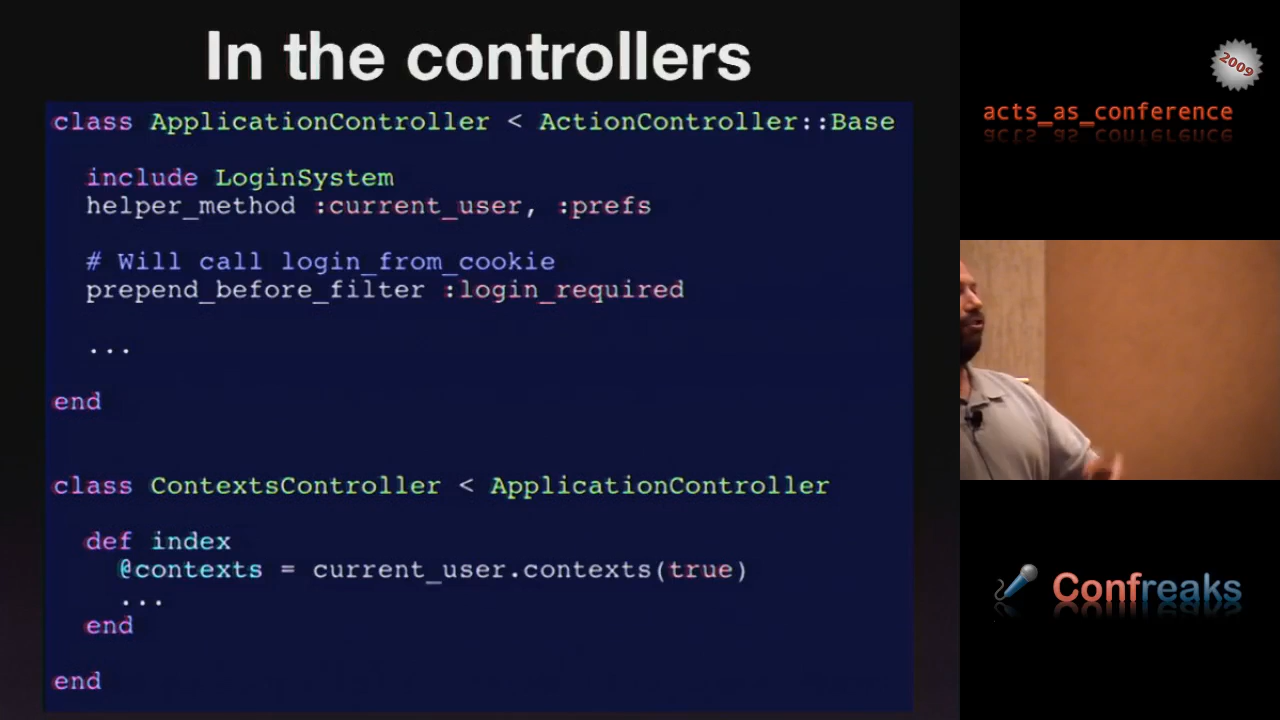 In the controllers
class ApplicationController < ActionController::Base
include LoginSystem
helper_method :current_user, :prefs
# Will call login_from_cookie
prepend_before_filter :login_required
...
end
class ContextsController < ApplicationController
def index
@contexts = current_user.contexts(true)
...
end
end
2009
acts_as_conference
Confreaks